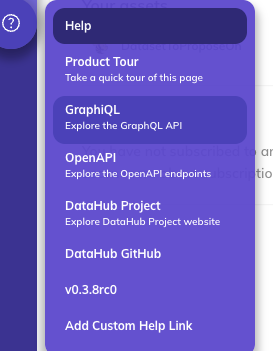 Help
Product Tour
Take a quick tour of this page
GraphiQL
Explore the GraphQL API
OpenAPI
Explore the OpenAPI endpoints
DataHub Project
Explore DataHub Project website
DataHub GitHub
v0.3.8rc0
Add Custom Help Link